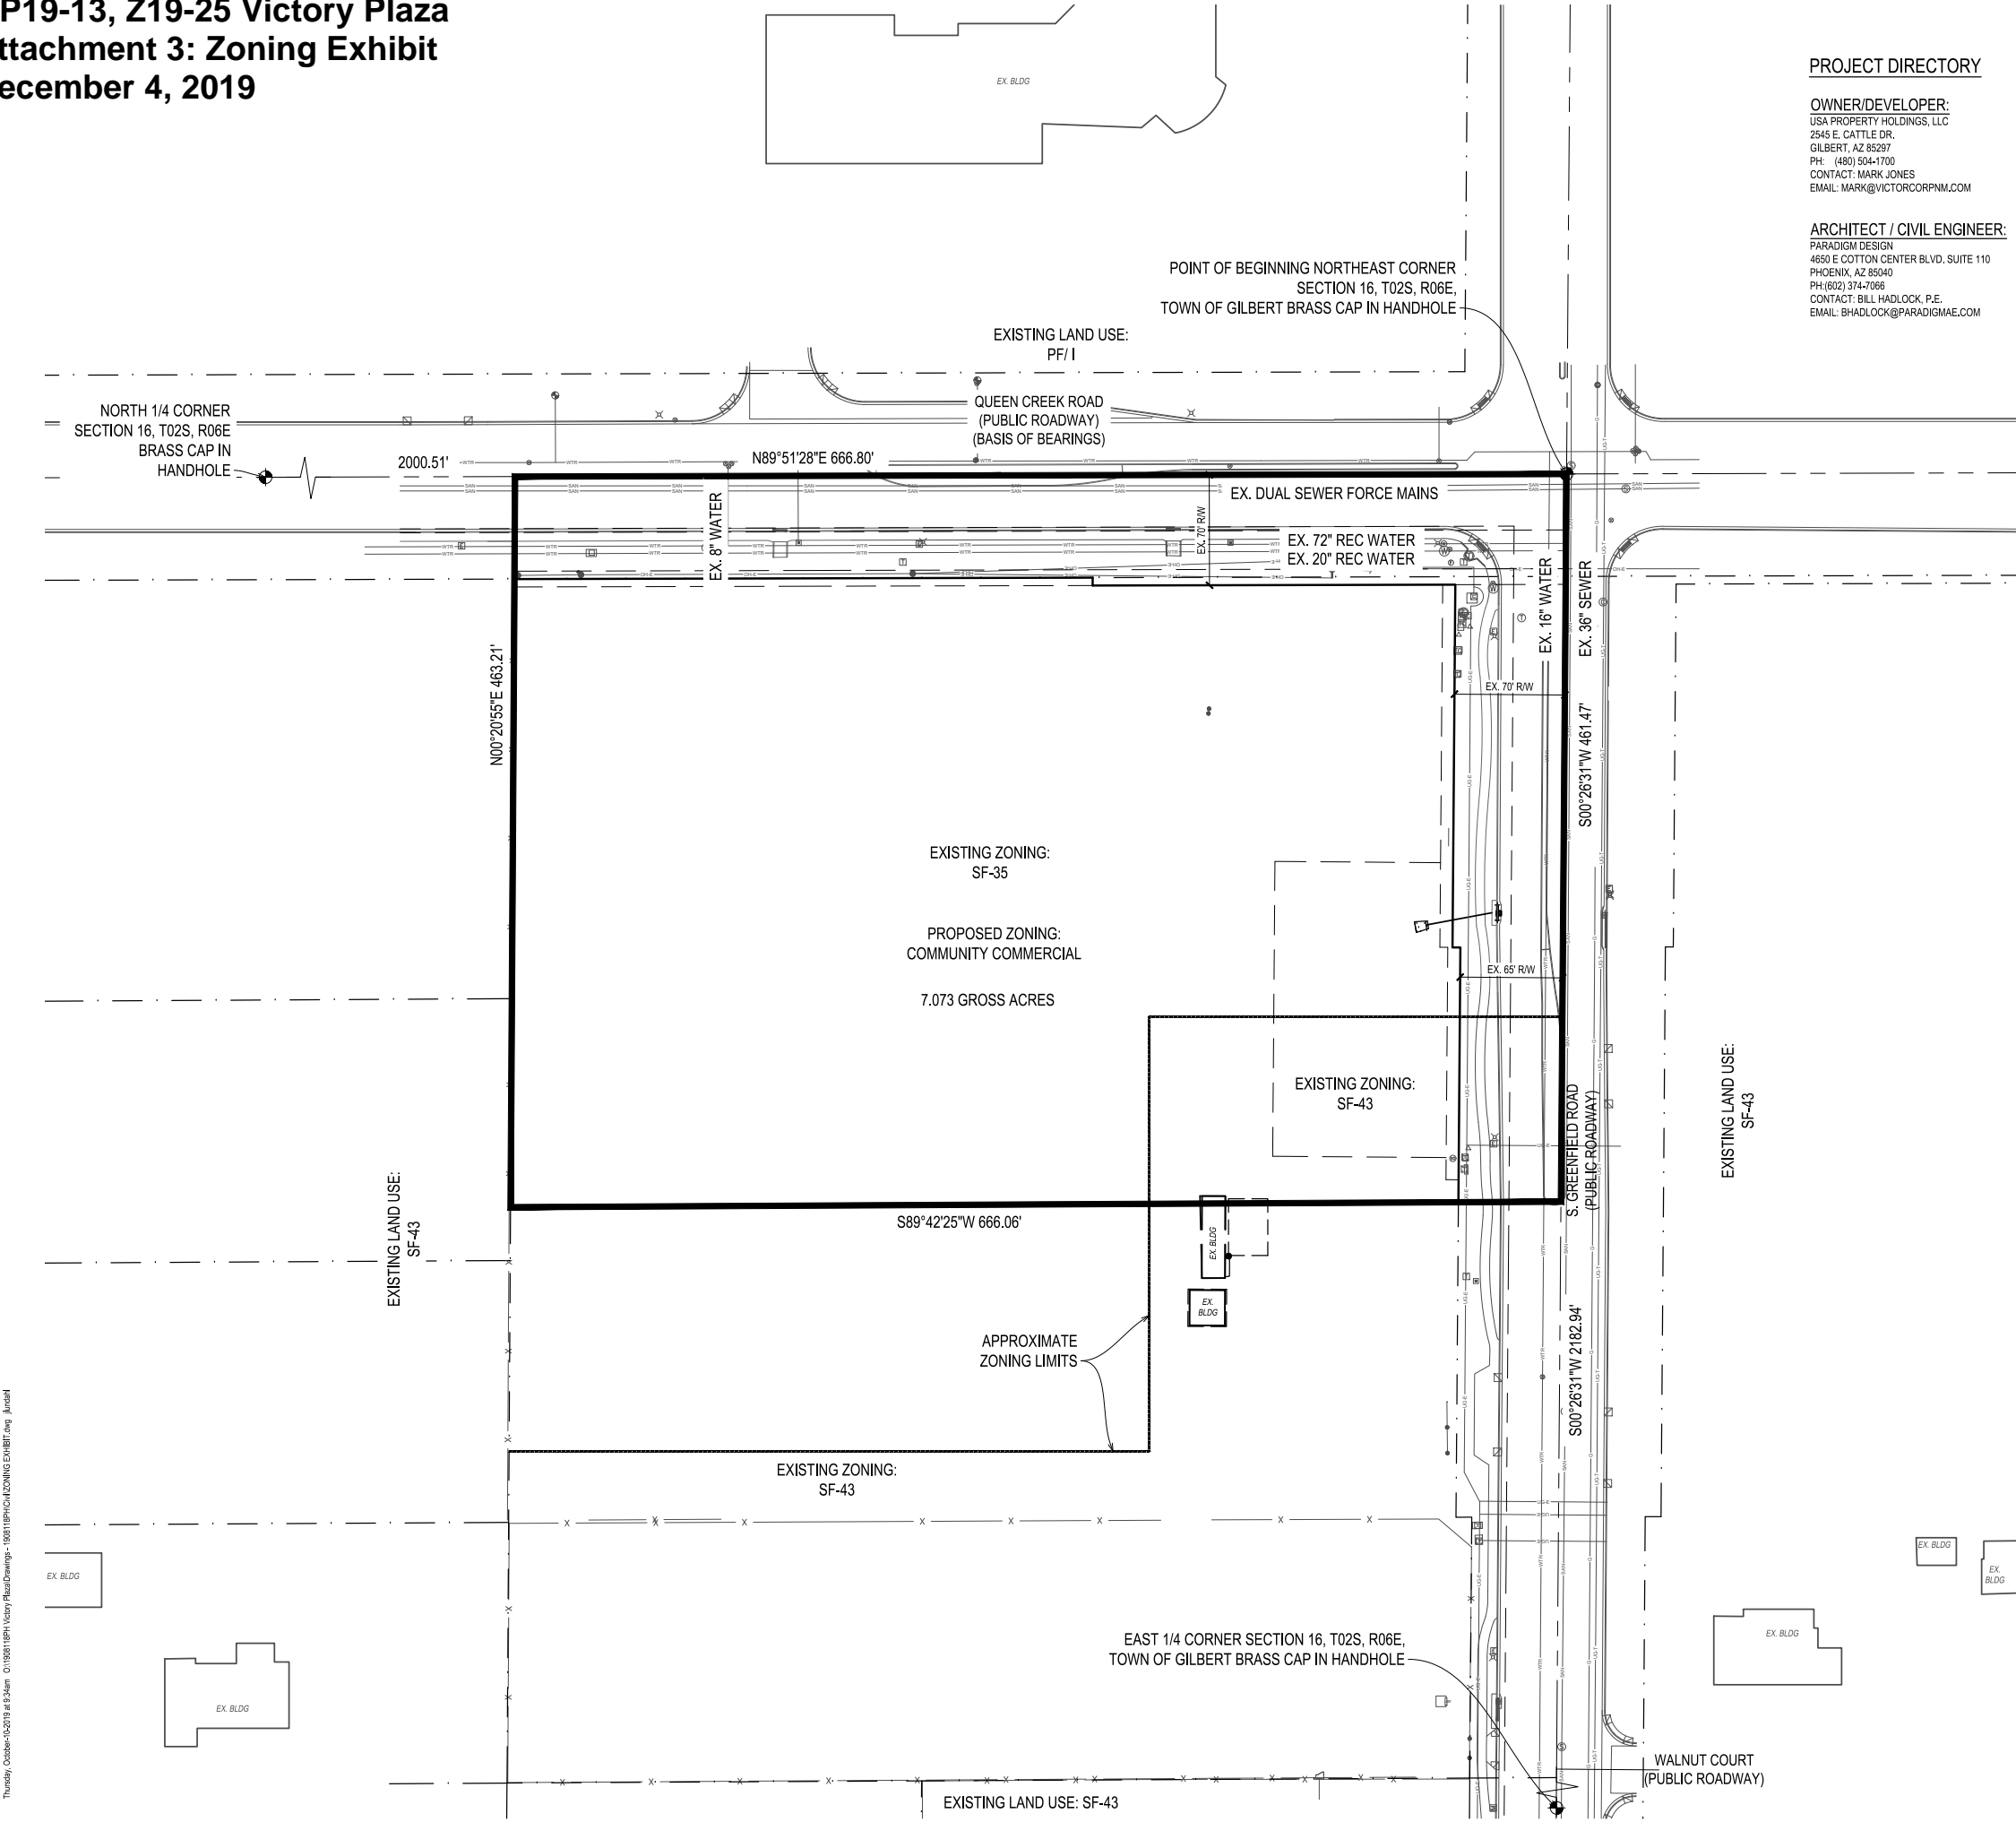 P19-13, Z19-25 Victory Plaza
ttachment 3: Zoning Exhibit
ecember 4, 2019
EX. BLDG
PROJECT DIRECTORY
OWNER/DEVELOPER:
USA PROPERTY HOLDINGS, LLC
2545 E. CATTLE DR.
GILBERT, AZ 85297
PH: (480) 504-1700
CONTACT: MARK JONES
EMAIL: MARK@VICTORCORPNM.COM
ARCHITECT / CIVIL ENGINEER:
PARADIGM DESIGN
4650 E COTTON CENTER BLVD. SUITE 110
PHOENIX, AZ 85040
PH:(602) 374-7066
CONTACT: BILL HADLOCK, P.E.
EMAIL: BHADLOCK@PARADIGMAE.COM
POINT OF BEGINNING NORTHEAST CORNER
SECTION 16, T02S, R06E,
TOWN OF GILBERT BRASS CAP IN HANDHOLE
EXISTING LAND USE:
PF/ I
QUEEN CREEK ROAD
(PUBLIC ROADWAY)
(BASIS OF BEARINGS)
NORTH 1/4 CORNER
SECTION 16, T02S, R06E
BRASS CAP IN
HANDHOLE
2000.51'
N89°51'28"E 666.80'
EX. DUAL SEWER FORCE MAINS
EX. 8" WATER
EX. 70' R/W
EX. 72" REC WATER
EX. 20" REC WATER
EX. 16" WATER
EX. 36" SEWER
N00°20'55"E 463.21'
EX. 70' R/W
S00°26'31"W 461.47'
EXISTING ZONING:
SF-35
PROPOSED ZONING:
COMMUNITY COMMERCIAL
7.073 GROSS ACRES
EX. 65' R/W
EXISTING ZONING:
SF-43
S. GREENFIELD ROAD
(PUBLIC ROADWAY)
EXISTING LAND USE:
SF-43
EXISTING LAND USE:
SF-43
S89°42'25"W 666.06'
EX. BLDG
EX.
BLDG
APPROXIMATE
ZONING LIMITS
S00°26'31"W 2182.94'
EXISTING ZONING:
SF-43
EX. BLDG
EX. BLDG
EX. BLDG
EX.
BLDG
EX. BLDG
EAST 1/4 CORNER SECTION 16, T02S, R06E,
TOWN OF GILBERT BRASS CAP IN HANDHOLE
WALNUT COURT
(PUBLIC ROADWAY)
EXISTING LAND USE: SF-43